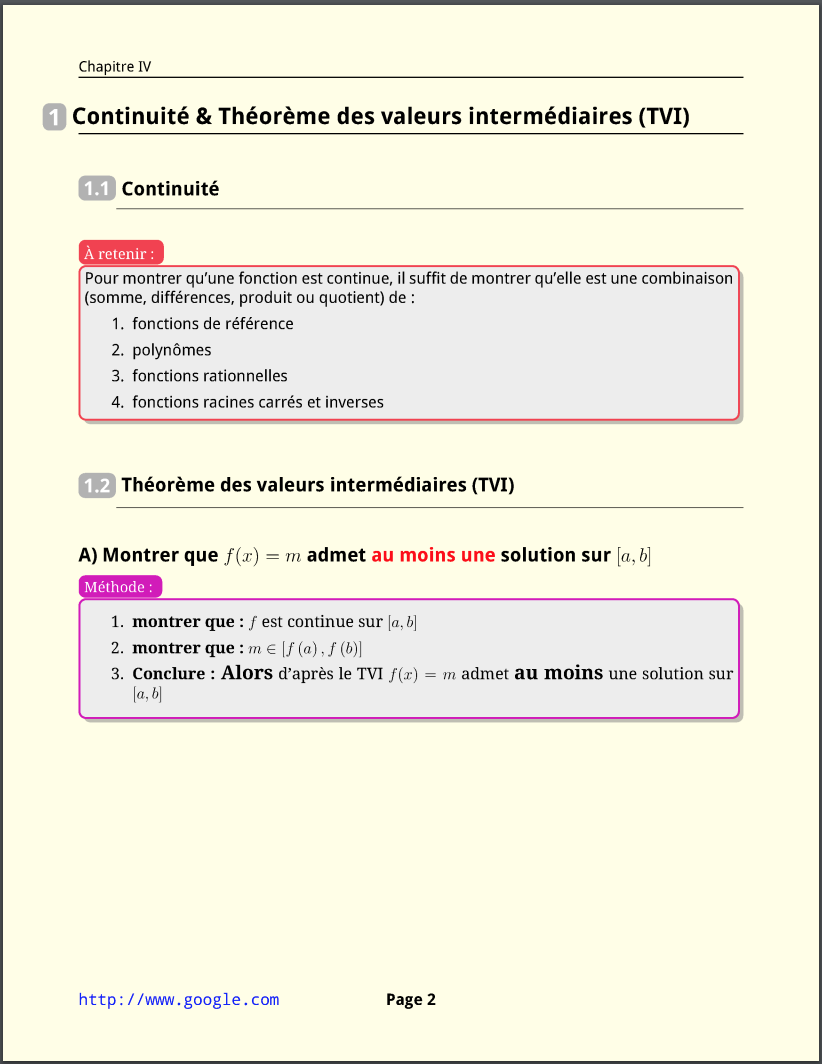 Chapitre IV
1 Continuité & Théorème des valeurs intermédiaires (TVI)
1.1 Continuité
À retenir :
Pour montrer qu'une fonction est continue, il suffit de montrer qu'elle est une combinaison
(somme, différences, produit ou quotient) de :
1. fonctions de référence
2. polynômes
3. fonctions rationnelles
4. fonctions racines carrés et inverses
1.2 Théorème des valeurs intermédiaires (TVI)
A) Montrer que f(x) = m admet au moins une solution sur [a, b]
Méthode :
1. montrer que : f est continue sur [a, b]
2. montrer que : m ∈ [f (a) , f (b)]
3. Conclure : Alors d'après le TVI f(x) = m admet au moins une solution sur
[a, b]
http://www.google.com Page 2